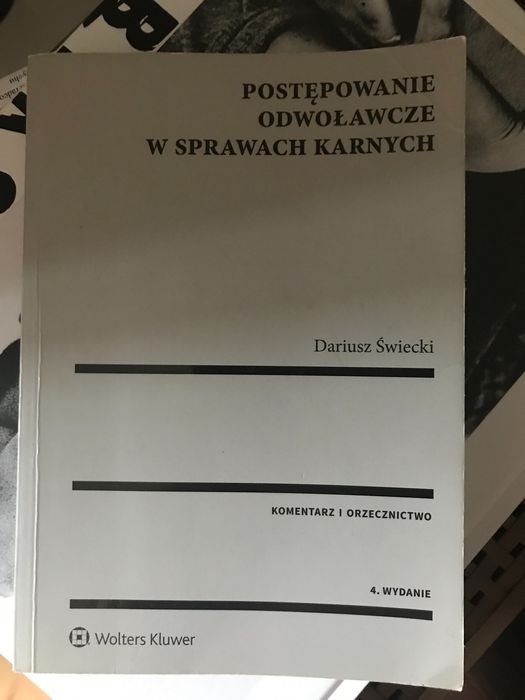 POSTĘPOWANIE
ODWOŁAWCZE
W SPRAWACH KARNYCH
Dariusz Świecki
KOMENTARZ I ORZECZNICTWO
4. WYDANIE
Wolters Kluwer